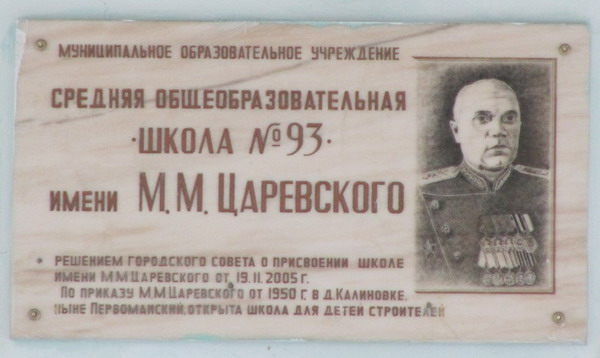 МУНИЦИПАЛЬНОЕ ОБРАЗОВАТЕЛЬНОЕ УЧРЕЖДЕНИЕ
СРЕДНЯЯ ОБЩЕОБРАЗОВАТЕЛЬНАЯ
·ШКОЛА №93·
ИМЕНИ М.М.ЦАРЕВСКОГО
РЕШЕНИЕМ ГОРОДСКОГО СОВЕТА О ПРИСВОЕНИИ ШКОЛЕ
ИМЕНИ М.М.ЦАРЕВСКОГО ОТ 19.11.2005 Г.
ПО ПРИКАЗУ М.М.ЦАРЕВСКОГО ОТ 1950 Г. В Д.КАЛИНОВКЕ,
НЫНЕ ПЕРВОМАЙСКИЙ, ОТКРЫТА ШКОЛА ДЛЯ ДЕТЕЙ СТРОИТЕЛЕЙ